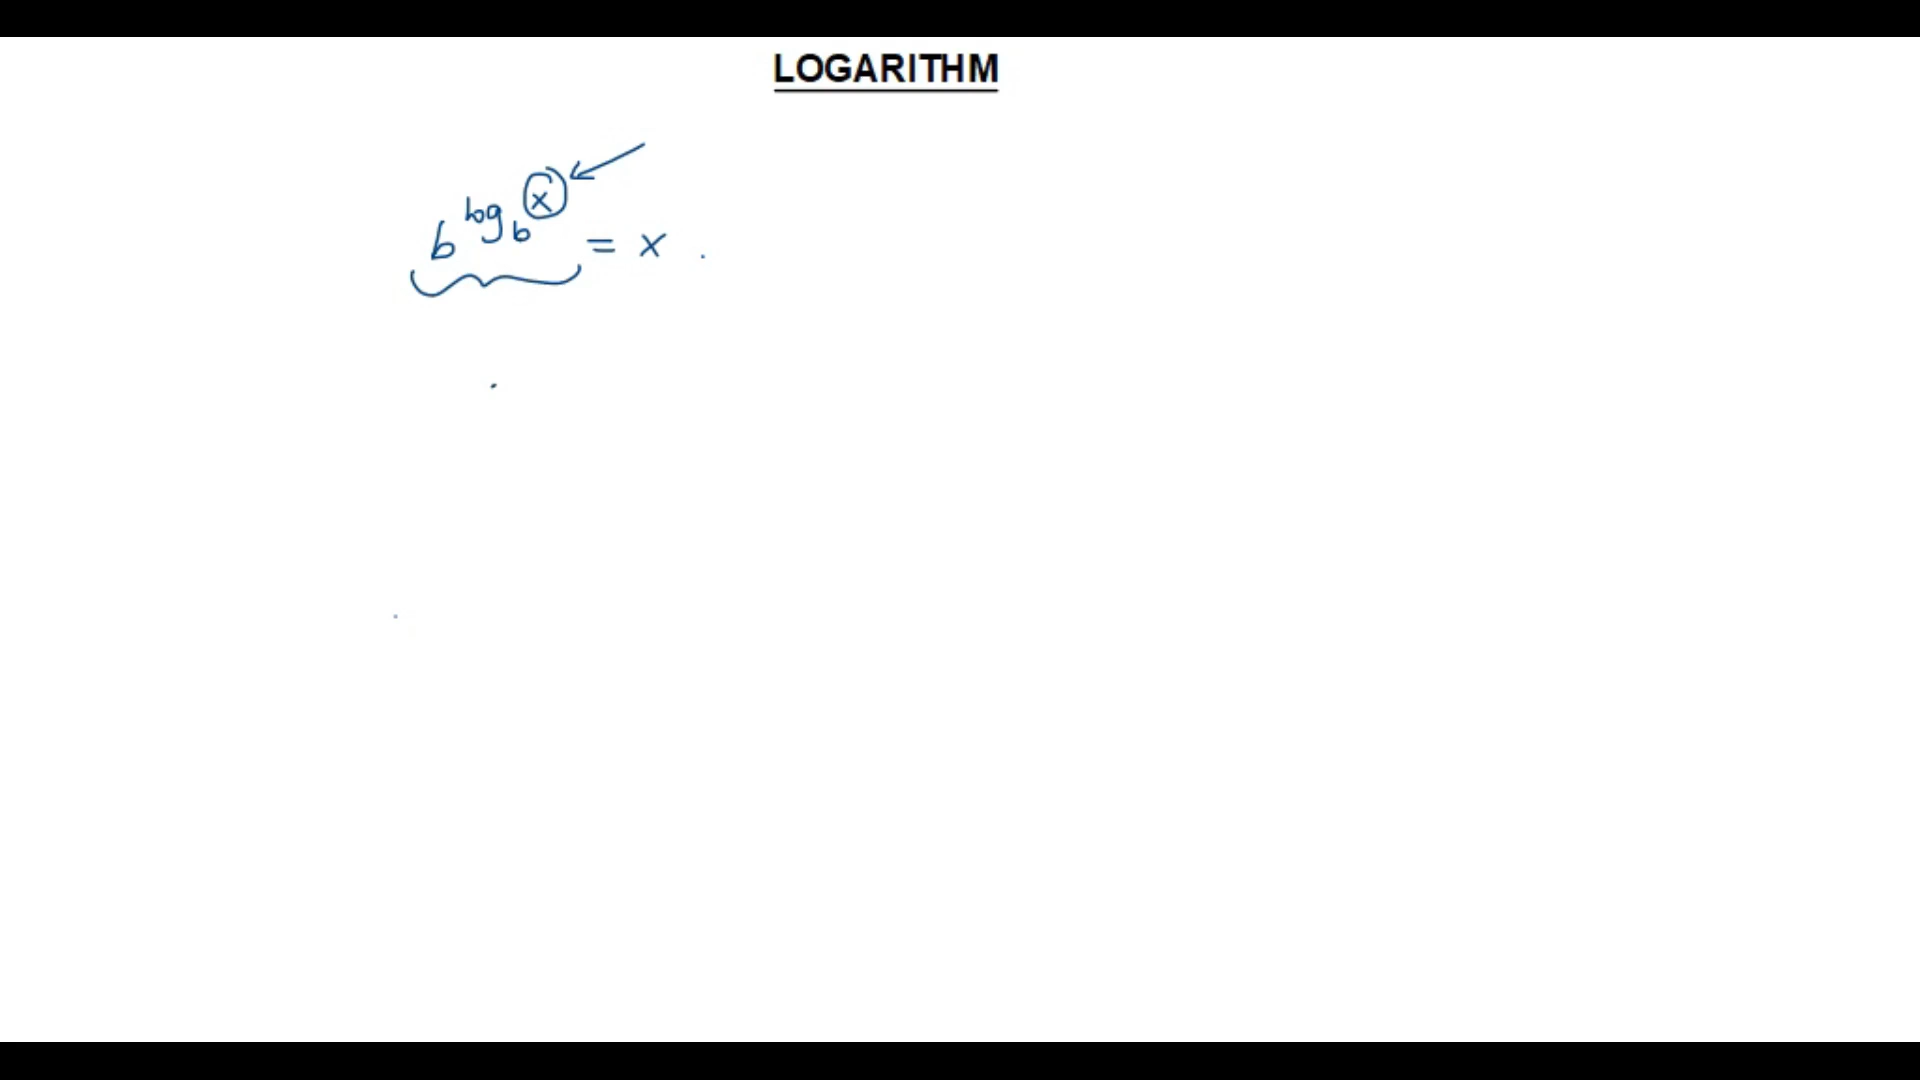 LOGARITHM
b^{log_b x} = x .